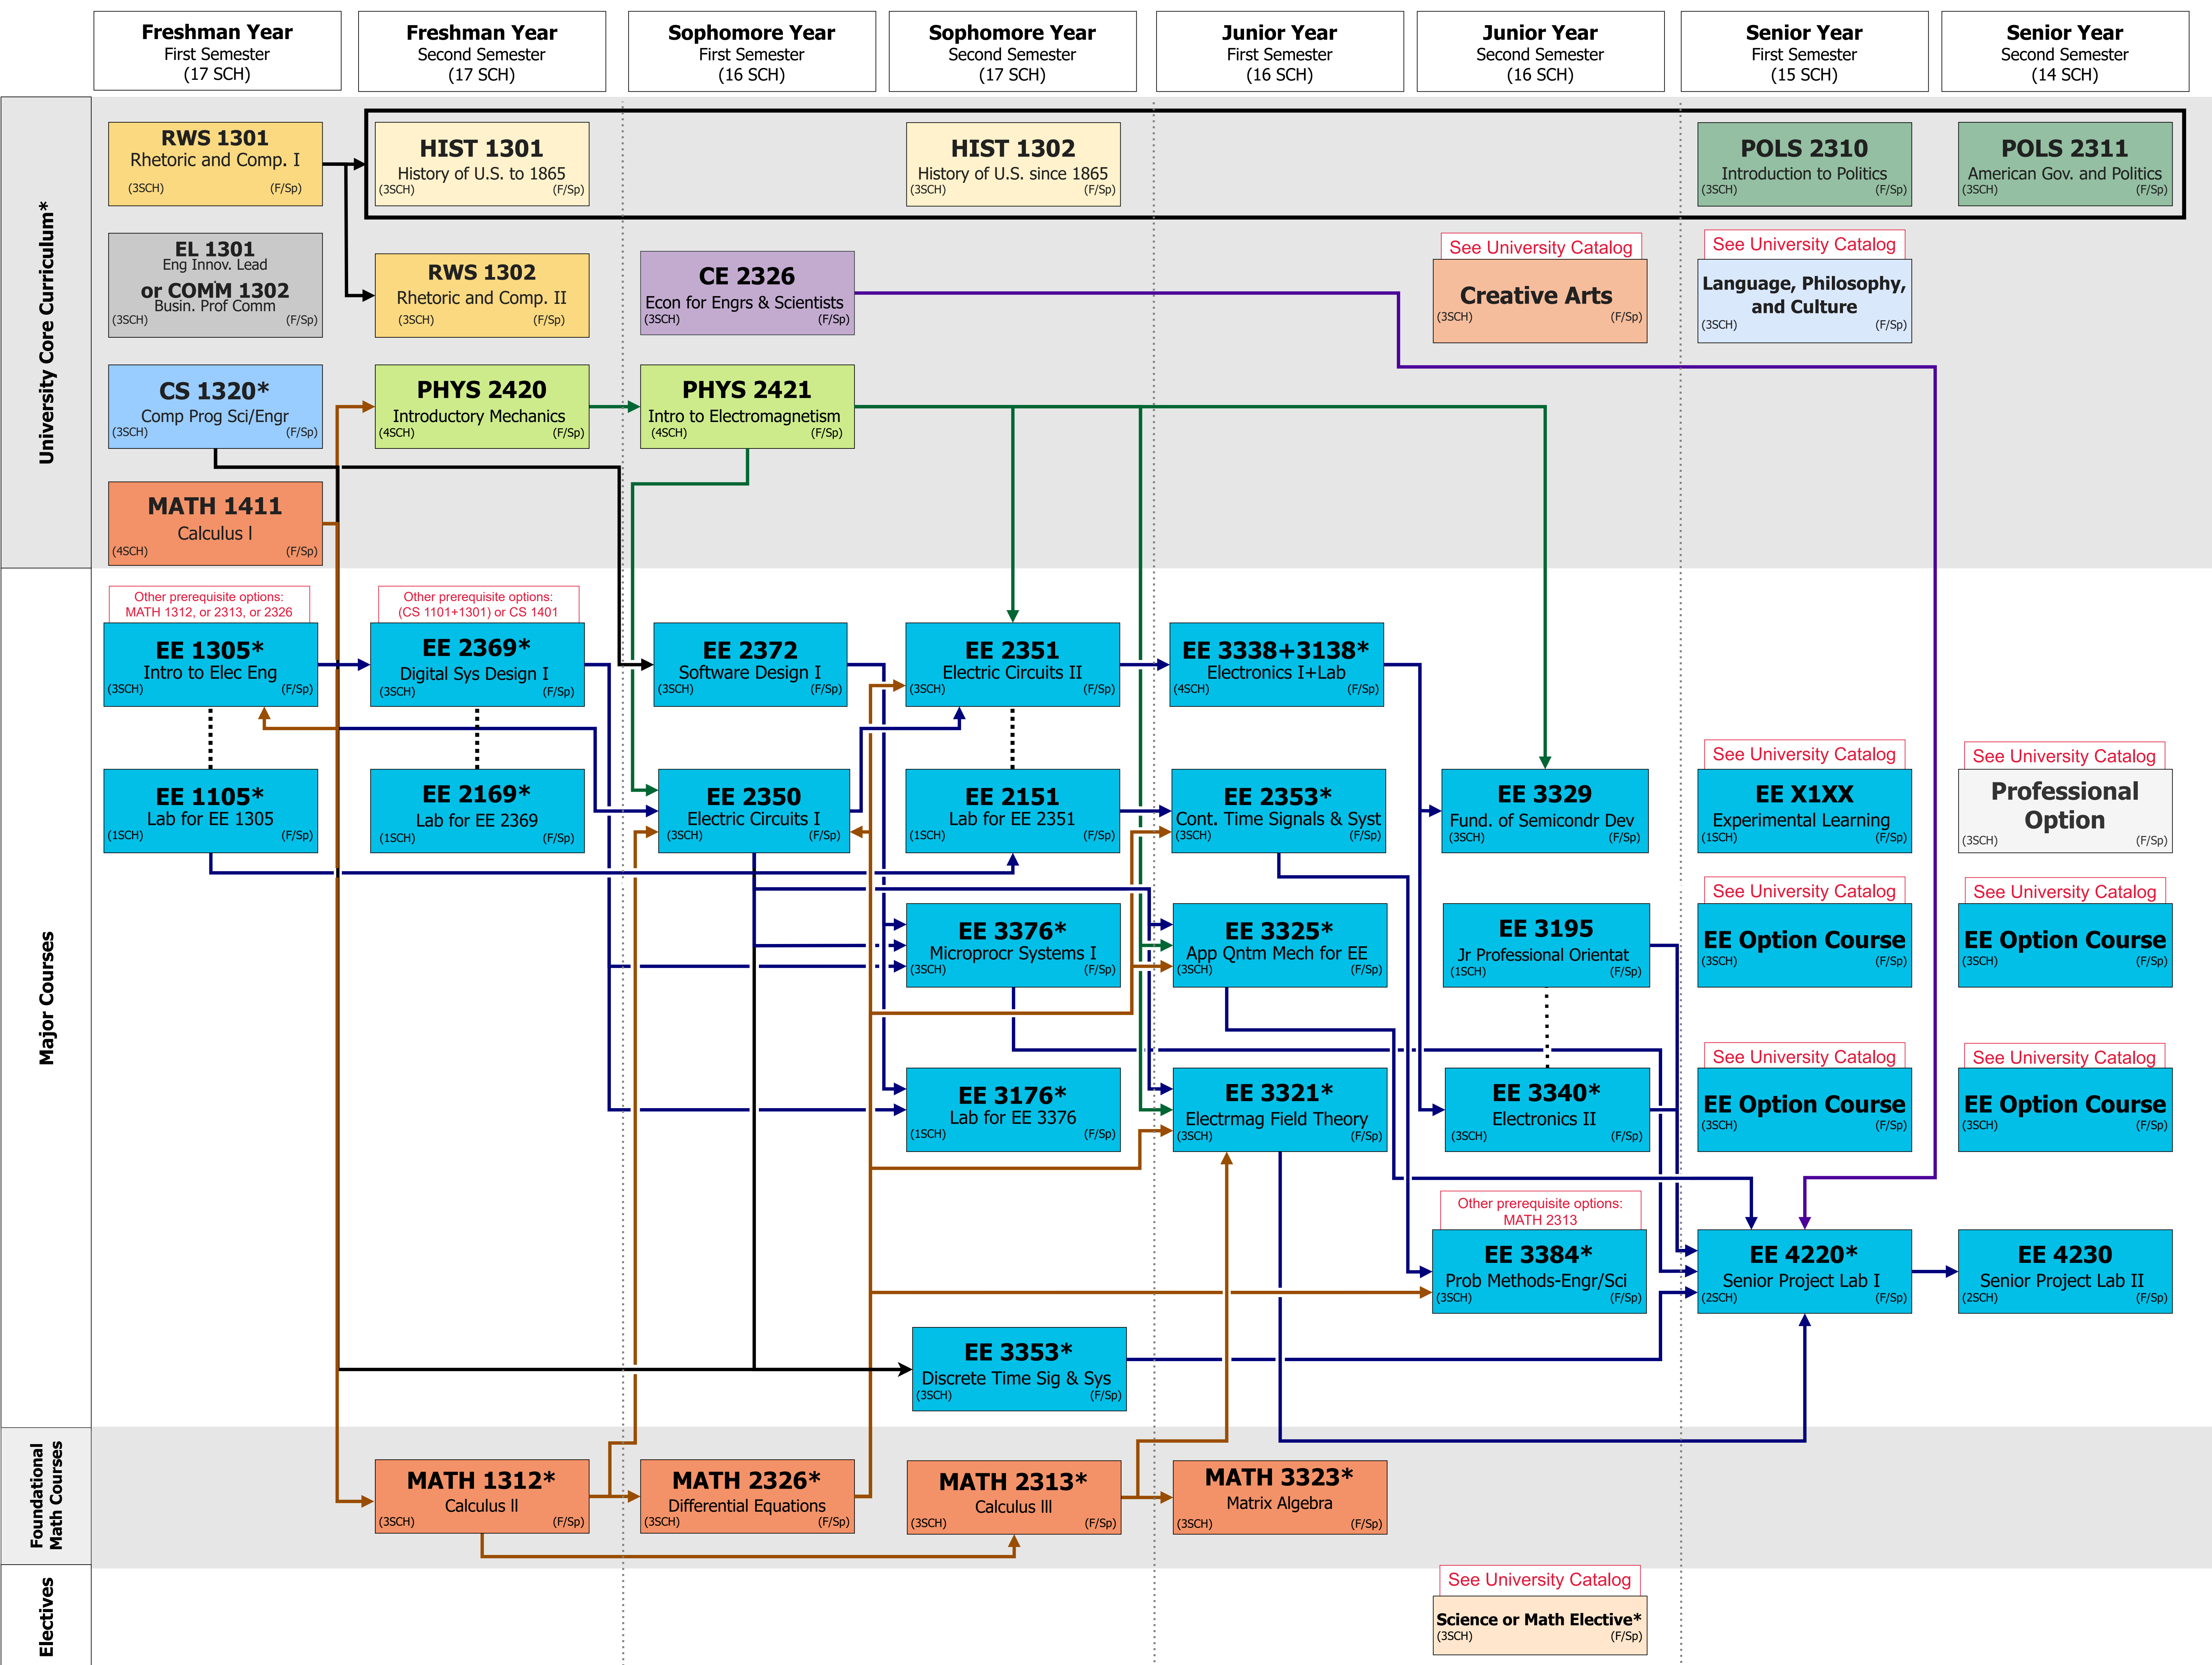 Freshman Year
First Semester
(17 SCH)
Freshman Year
Second Semester
(17 SCH)
Sophomore Year
First Semester
(16 SCH)
Sophomore Year
Second Semester
(17 SCH)
Junior Year
First Semester
(16 SCH)
Junior Year
Second Semester
(16 SCH)
Senior Year
First Semester
(15 SCH)
Senior Year
Second Semester
(14 SCH)
University Core Curriculum*
RWS 1301
Rhetoric and Comp. I
(3SCH) (F/Sp)
HIST 1301
History of U.S. to 1865
(3SCH) (F/Sp)
HIST 1302
History of U.S. since 1865
(3SCH) (F/Sp)
POLS 2310
Introduction to Politics
(3SCH) (F/Sp)
POLS 2311
American Gov. and Politics
(3SCH) (F/Sp)
EL 1301
Eng Innov. Lead
or COMM 1302
Busin. Prof Comm
(3SCH) (F/Sp)
RWS 1302
Rhetoric and Comp. II
(3SCH) (F/Sp)
CE 2326
Econ for Engrs & Scientists
(3SCH) (F/Sp)
See University Catalog
Creative Arts
(3SCH) (F/Sp)
See University Catalog
Language, Philosophy,
and Culture
(3SCH) (F/Sp)
CS 1320*
Comp Prog Sci/Engr
(3SCH) (F/Sp)
PHYS 2420
Introductory Mechanics
(4SCH) (F/Sp)
PHYS 2421
Intro to Electromagnetism
(4SCH) (F/Sp)
MATH 1411
Calculus l
(4SCH) (F/Sp)
Major Courses
Other prerequisite options:
MATH 1312, or 2313, or 2326
EE 1305*
Intro to Elec Eng
(3SCH) (F/Sp)
Other prerequisite options:
(CS 1101+1301) or CS 1401
EE 2369*
Digital Sys Design I
(3SCH) (F/Sp)
EE 2372
Software Design I
(3SCH) (F/Sp)
EE 2351
Electric Circuits II
(3SCH) (F/Sp)
EE 3338+3138*
Electronics I+Lab
(4SCH) (F/Sp)
EE 1105*
Lab for EE 1305
(1SCH) (F/Sp)
EE 2169*
Lab for EE 2369
(1SCH) (F/Sp)
EE 2350
Electric Circuits I
(3SCH) (F/Sp)
EE 2151
Lab for EE 2351
(1SCH) (F/Sp)
EE 2353*
Cont. Time Signals & Syst
(3SCH) (F/Sp)
EE 3329
Fund. of Semicondr Dev
(3SCH) (F/Sp)
See University Catalog
EE X1XX
Experimental Learning
(1SCH) (F/Sp)
See University Catalog
Professional
Option
(3SCH) (F/Sp)
EE 3376*
Microprocr Systems I
(3SCH) (F/Sp)
EE 3325*
App Qntm Mech for EE
(3SCH) (F/Sp)
EE 3195
Jr Professional Orientat
(1SCH) (F/Sp)
See University Catalog
EE Option Course
(3SCH) (F/Sp)
See University Catalog
EE Option Course
(3SCH) (F/Sp)
EE 3176*
Lab for EE 3376
(1SCH) (F/Sp)
EE 3321*
Electrmag Field Theory
(3SCH) (F/Sp)
EE 3340*
Electronics II
(3SCH) (F/Sp)
See University Catalog
EE Option Course
(3SCH) (F/Sp)
See University Catalog
EE Option Course
(3SCH) (F/Sp)
Other prerequisite options:
MATH 2313
EE 3384*
Prob Methods-Engr/Sci
(3SCH) (F/Sp)
EE 4220*
Senior Project Lab I
(2SCH) (F/Sp)
EE 4230
Senior Project Lab II
(2SCH) (F/Sp)
EE 3353*
Discrete Time Sig & Sys
(3SCH) (F/Sp)
Foundational
Math Courses
MATH 1312*
Calculus ll
(3SCH) (F/Sp)
MATH 2326*
Differential Equations
(3SCH) (F/Sp)
MATH 2313*
Calculus lll
(3SCH) (F/Sp)
MATH 3323*
Matrix Algebra
(3SCH) (F/Sp)
Electives
See University Catalog
Science or Math Elective*
(3SCH) (F/Sp)